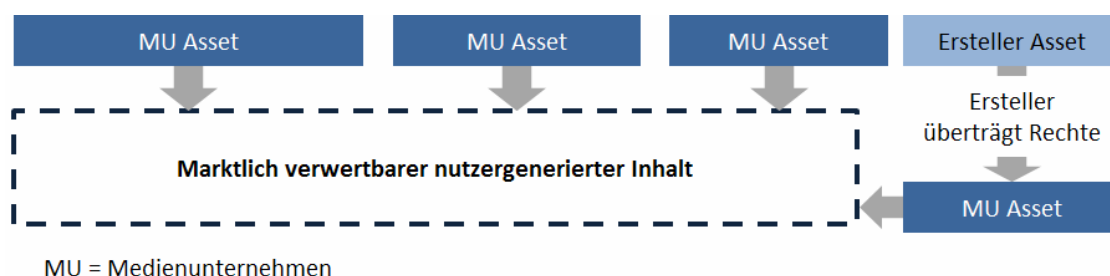 MU Asset
MU Asset
MU Asset
Ersteller Asset
Ersteller
überträgt Rechte
Marktlich verwertbarer nutzergenerierter Inhalt
MU Asset
MU = Medienunternehmen